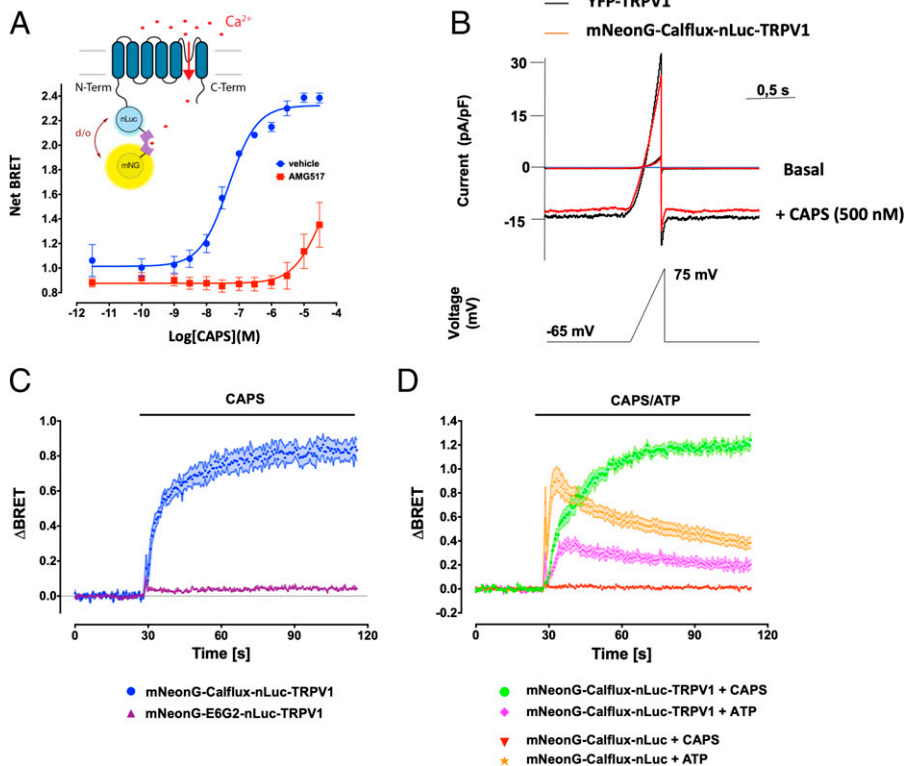 A
Ca²⁺
N-Term
C-Term
nLuc
d/o
mNG
2.4
2.2
2.0
1.8
1.6
1.4
1.2
1.0
0.8
Net BRET
vehicle
AMG517
-12 -11 -10 -9 -8 -7 -6 -5 -4
Log[CAPS](M)
B
YFP-TRPV1
mNeonG-Calflux-nLuc-TRPV1
30
15
0
-15
Current (pA/pF)
0,5 s
Basal
+ CAPS (500 nM)
Voltage
(mV)
-65 mV
75 mV
C
CAPS
1.0
0.8
0.6
0.4
0.2
0.0
ΔBRET
0 30 60 90 120
Time [s]
mNeonG-Calflux-nLuc-TRPV1
mNeonG-E6G2-nLuc-TRPV1
D
CAPS/ATP
1.4
1.2
1.0
0.8
0.6
0.4
0.2
0.0
-0.2
ΔBRET
0 30 60 90 120
Time [s]
mNeonG-Calflux-nLuc-TRPV1 + CAPS
mNeonG-Calflux-nLuc-TRPV1 + ATP
mNeonG-Calflux-nLuc + CAPS
mNeonG-Calflux-nLuc + ATP